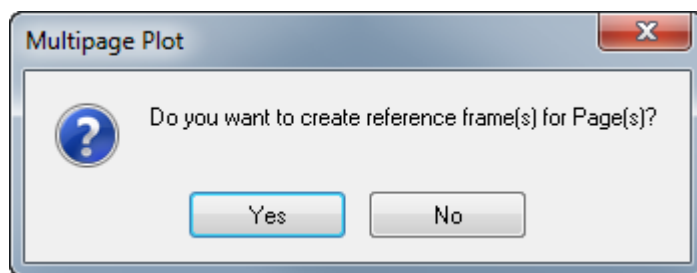 Multipage Plot
Do you want to create reference frame(s) for Page(s)?
Yes
No